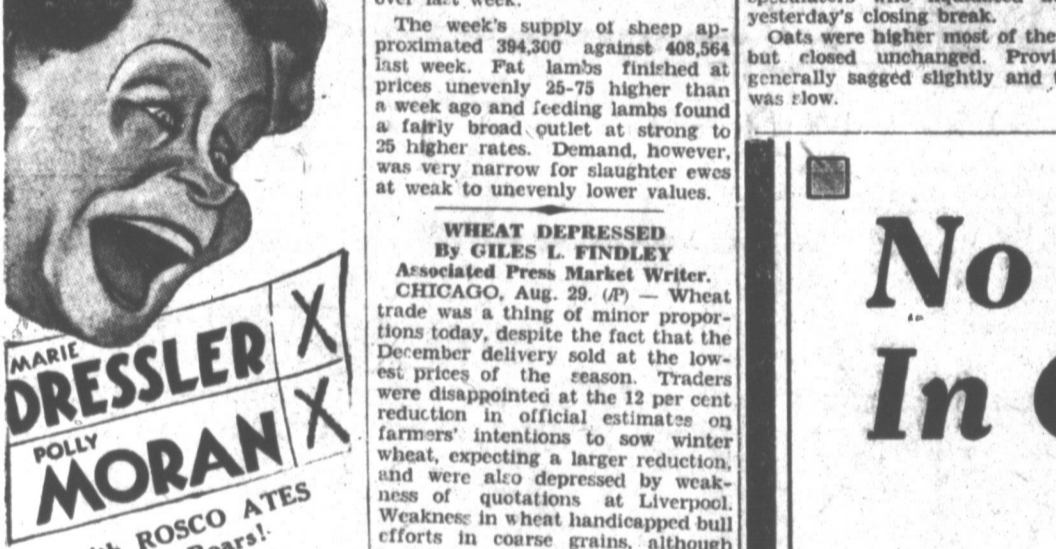 MARIE
DRESSLER X
POLLY
MORAN X
ROSCO ATES
over last week.
The week's supply of sheep ap-
proximated 394,300 against 408,564
last week. Fat lambs finished at
prices unevenly 25-75 higher than
a week ago and feeding lambs found
a fairly broad outlet at strong to
25 higher rates. Demand, however,
was very narrow for slaughter ewes
at weak to unevenly lower values.
WHEAT DEPRESSED
By GILES L. FINDLEY
Associated Press Market Writer.
CHICAGO, Aug. 29. (AP) — Wheat
trade was a thing of minor propor-
tions today, despite the fact that the
December delivery sold at the low-
est prices of the season. Traders
were disappointed at the 12 per cent
reduction in official estimates on
farmers' intentions to sow winter
wheat, expecting a larger reduction,
and were also depressed by weak-
ness of quotations at Liverpool.
Weakness in wheat handicapped bull
efforts in coarse grains, although
yesterday's closing break.
Oats were higher most of the
but closed unchanged. Provi
generally sagged slightly and
was slow.
No
In